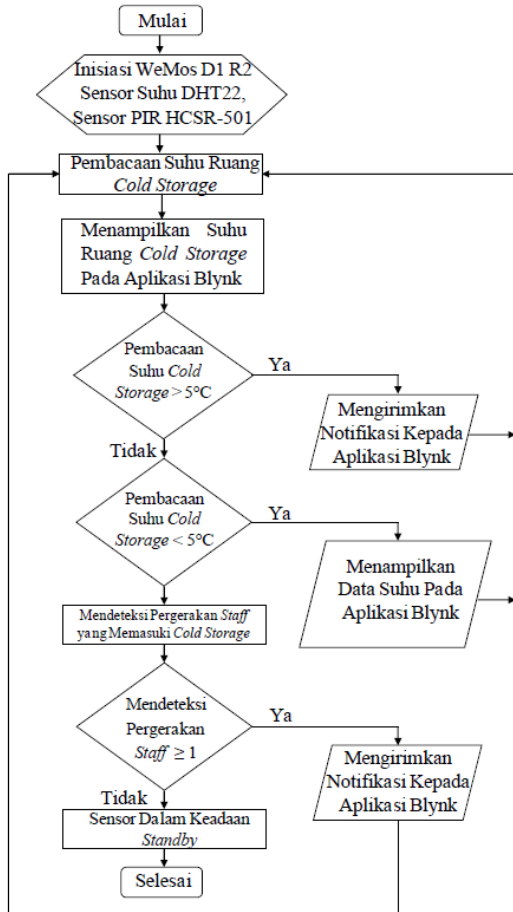 Mulai
Inisiasi WeMos D1 R2
Sensor Suhu DHT22,
Sensor PIR HCSR-501
Pembacaan Suhu Ruang
Cold Storage
Menampilkan Suhu
Ruang Cold Storage
Pada Aplikasi Blynk
Pembacaan
Suhu Cold
Storage > 5°C
Ya
Mengirimkan
Notifikasi Kepada
Aplikasi Blynk
Tidak
Pembacaan
Suhu Cold
Storage < 5°C
Ya
Menampilkan
Data Suhu Pada
Aplikasi Blynk
Mendeteksi Pergerakan Staff
yang Memasuki Cold Storage
Mendeteksi
Pergerakan
Staff ≥ 1
Ya
Mengirimkan
Notifikasi Kepada
Aplikasi Blynk
Tidak
Sensor Dalam Keadaan
Standby
Selesai